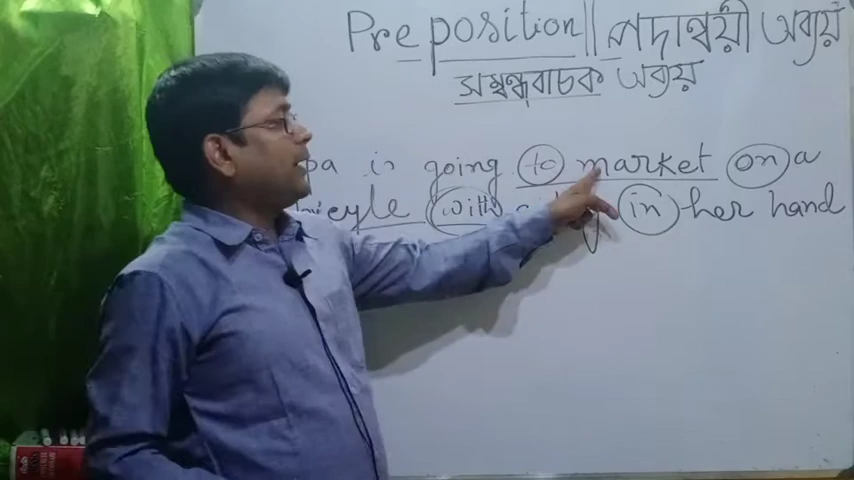 Preposition || পদান্বয়ী অব্যয়
সম্বন্ধবাচক অব্যয়
is going to market on a
with in her hand